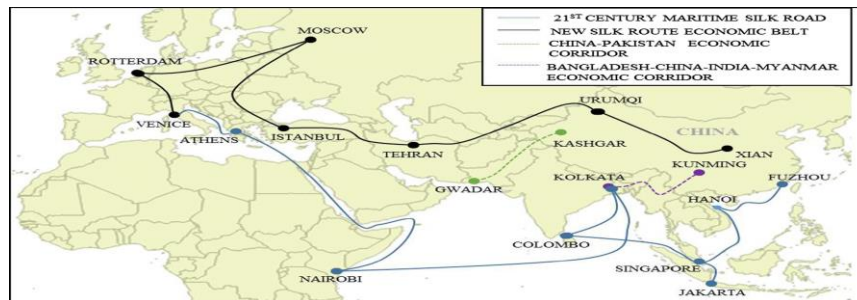 21ST CENTURY MARITIME SILK ROAD
NEW SILK ROUTE ECONOMIC BELT
CHINA-PAKISTAN ECONOMIC
CORRIDOR
BANGLADESH-CHINA-INDIA-MYANMAR
ECONOMIC CORRIDOR
MOSCOW
ROTTERDAM
URUMQI
VENICE
ISTANBUL
CHINA
ATHENS
KASHGAR
TEHRAN
XIAN
KUNMING
GWADAR
KOLKATA
FUZHOU
HANOI
COLOMBO
SINGAPORE
NAIROBI
JAKARTA